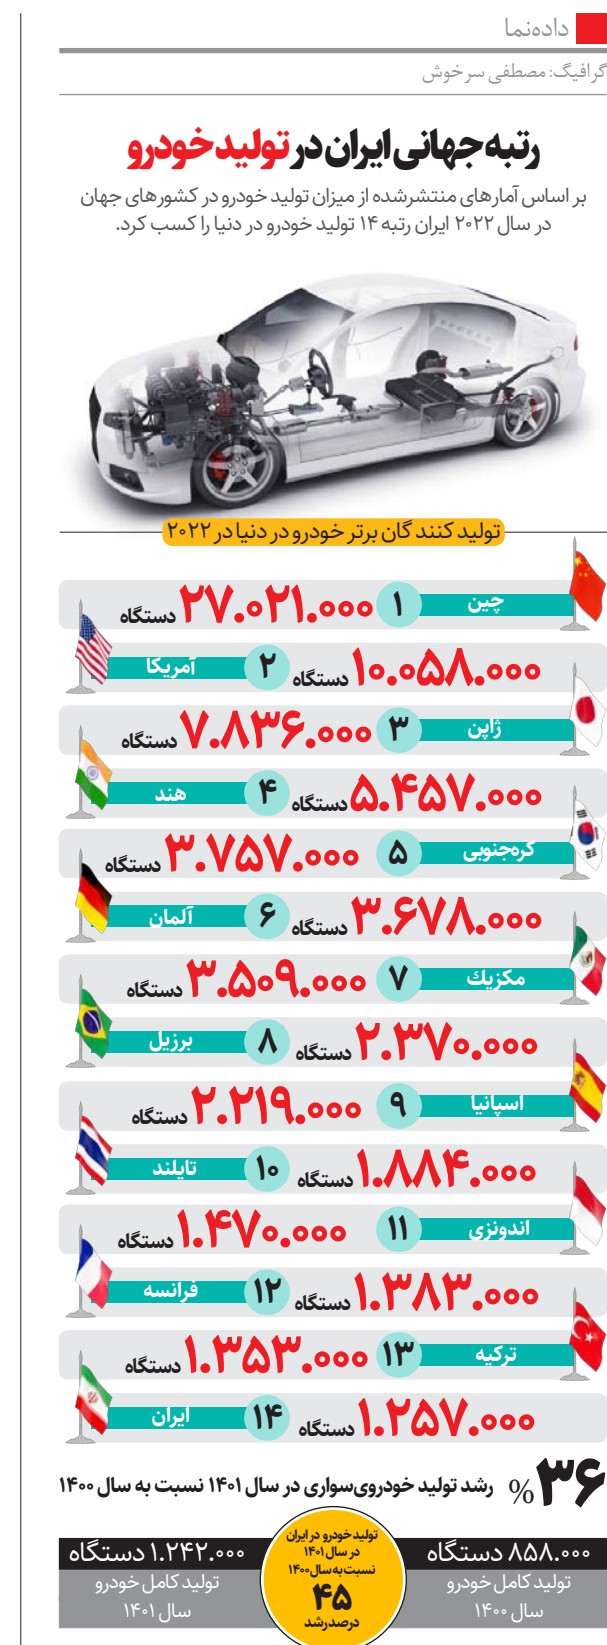 داده‌نما
گرافیگ: مصطفی سرخوش
رتبه جهانی ایران در تولید خودرو
بر اساس آمارهای منتشرشده از میزان تولید خودرو در کشورهای جهان
در سال ۲۰۲۲ ایران رتبه ۱۴ تولید خودرو در دنیا را کسب کرد.
تولید کنند گان برتر خودرو در دنیا در ۲۰۲۲
چین ۱ ۲۷.۰۲۱.۰۰۰ دستگاه
۱۰.۰۵۸.۰۰۰ دستگاه ۲ آمریکا
ژاپن ۳ ۷.۸۳۶.۰۰۰ دستگاه
۵.۴۵۷.۰۰۰ دستگاه ۴ هند
کره‌جنوبی ۵ ۳.۷۵۷.۰۰۰ دستگاه
۳.۶۷۸.۰۰۰ دستگاه ۶ آلمان
مکزیك ۷ ۳.۵۰۹.۰۰۰ دستگاه
۲.۳۷۰.۰۰۰ دستگاه ۸ برزیل
اسپانیا ۹ ۲.۲۱۹.۰۰۰ دستگاه
۱.۸۸۴.۰۰۰ دستگاه ۱۰ تایلند
اندونزی ۱۱ ۱.۴۷۰.۰۰۰ دستگاه
۱.۳۸۳.۰۰۰ دستگاه ۱۲ فرانسه
ترکیه ۱۳ ۱.۳۵۳.۰۰۰ دستگاه
۱.۲۵۷.۰۰۰ دستگاه ۱۴ ایران
۳۶% رشد تولید خودروی‌سواری در سال ۱۴۰۱ نسبت به سال ۱۴۰۰
۸۵۸.۰۰۰ دستگاه
تولید کامل خودرو
سال ۱۴۰۰
تولید خودرو در ایران
در سال ۱۴۰۱
نسبت به سال ۱۴۰۰
۴۵
درصد رشد
۱.۲۴۲.۰۰۰ دستگاه
تولید کامل خودرو
سال ۱۴۰۱